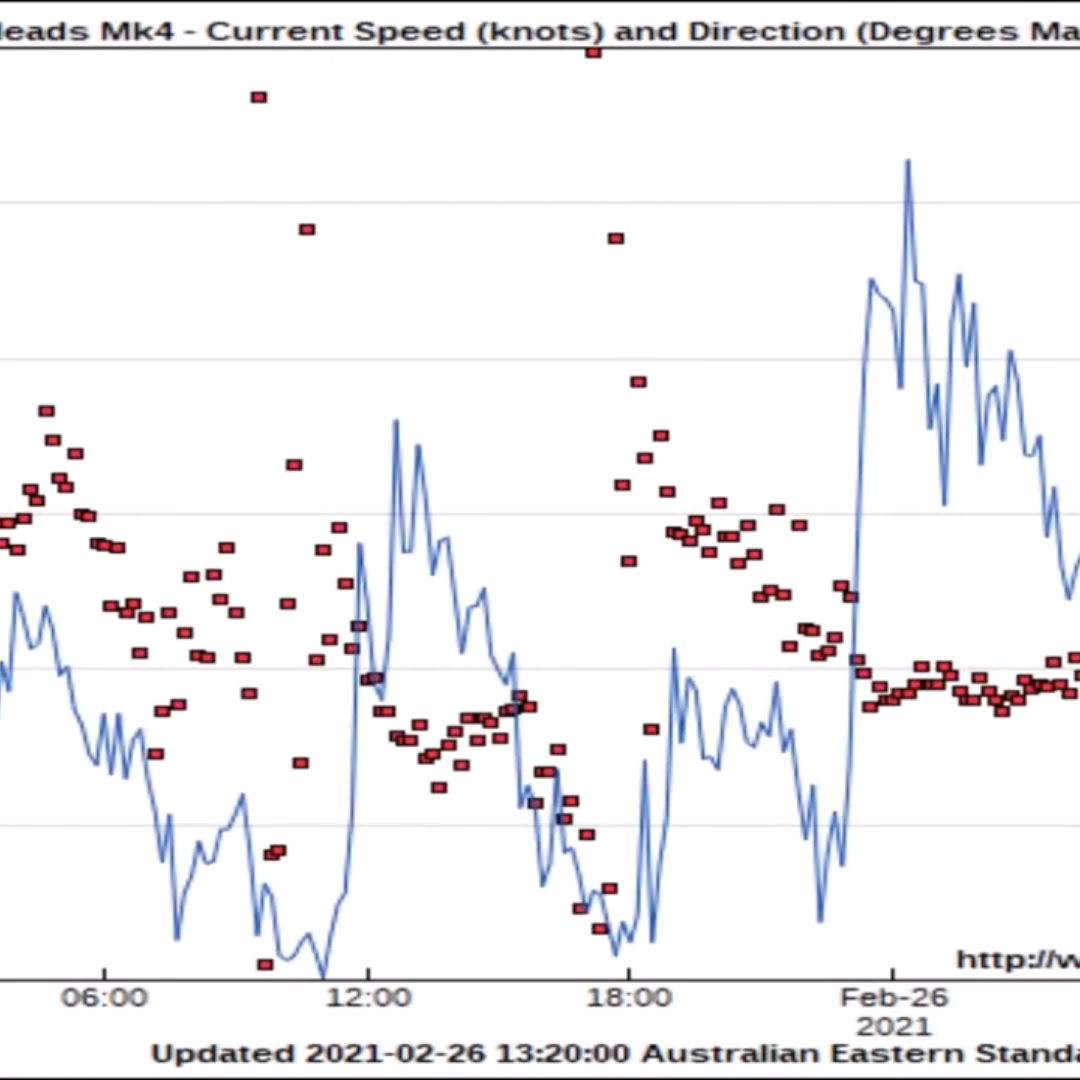 leads Mk4 - Current Speed (knots) and Direction (Degrees Ma
http://w
06:00 12:00 18:00 Feb-26
2021
Updated 2021-02-26 13:20:00 Australian Eastern Standa